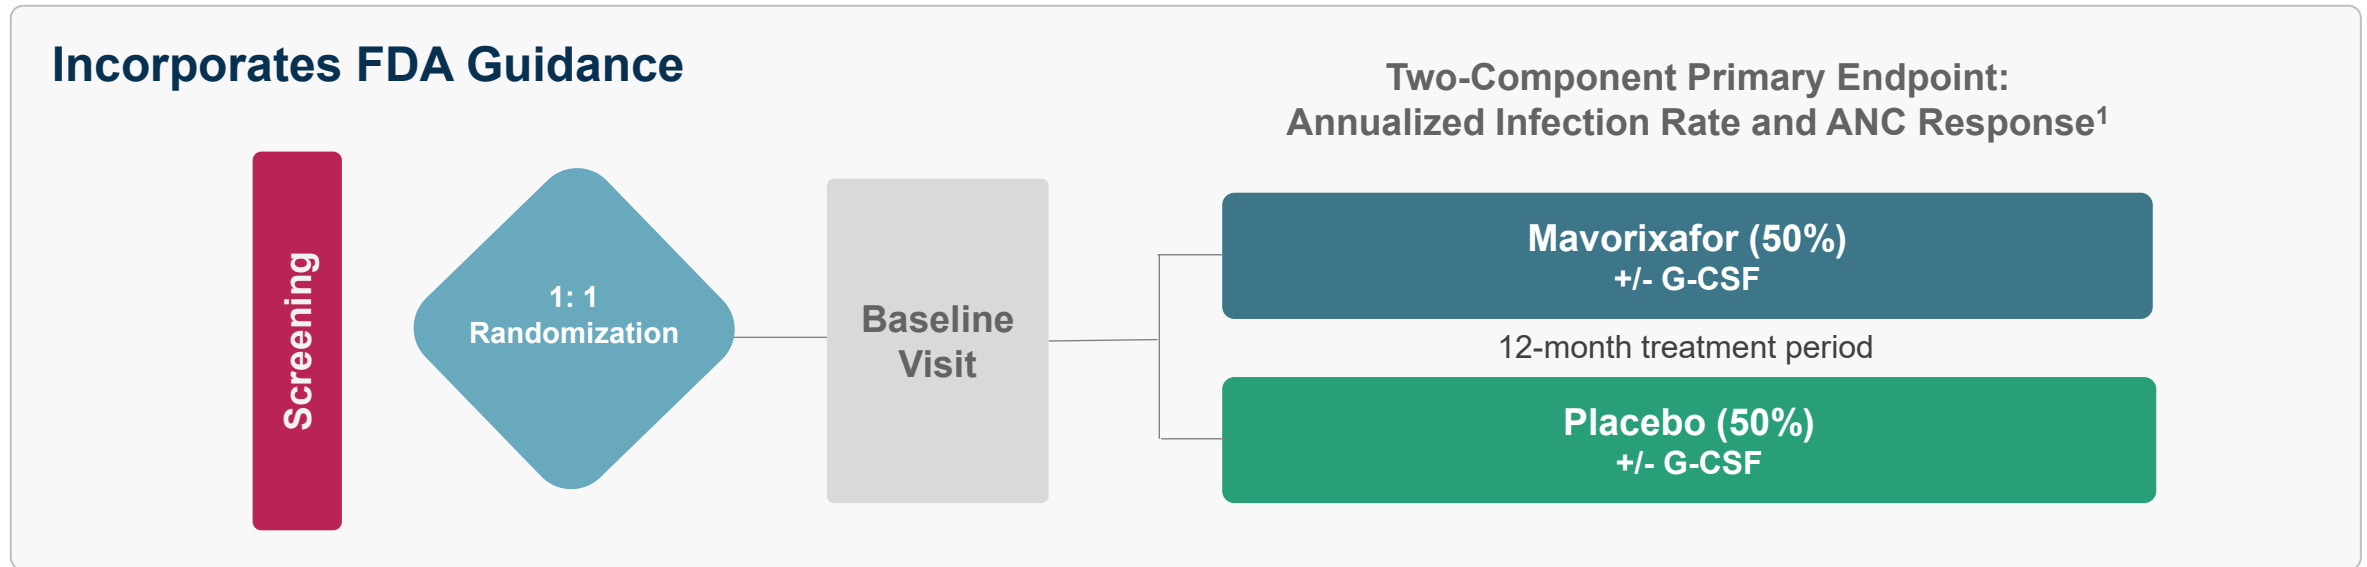 Incorporates FDA Guidance
Two-Component Primary Endpoint:
Annualized Infection Rate and ANC Response¹
Screening
1: 1
Randomization
Baseline
Visit
Mavorixafor (50%)
+/- G-CSF
12-month treatment period
Placebo (50%)
+/- G-CSF